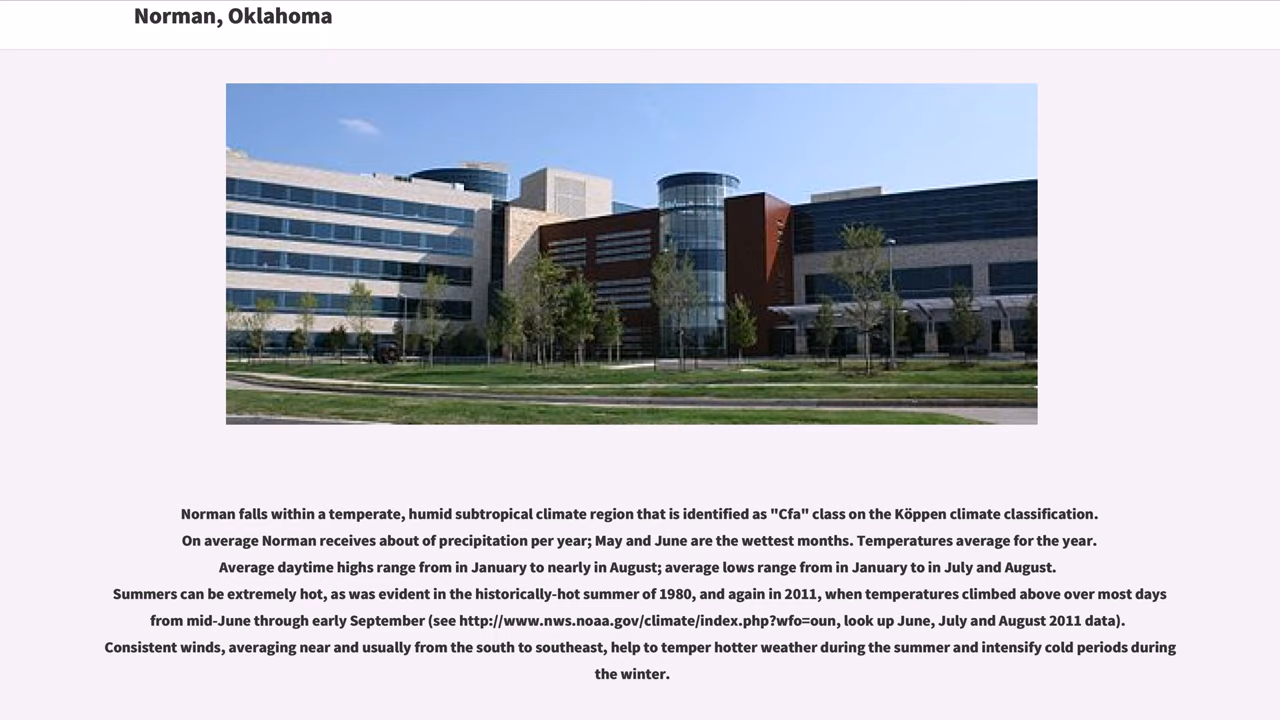 Norman, Oklahoma
Norman falls within a temperate, humid subtropical climate region that is identified as "Cfa" class on the Köppen climate classification.
On average Norman receives about of precipitation per year; May and June are the wettest months. Temperatures average for the year.
Average daytime highs range from in January to nearly in August; average lows range from in January to in July and August.
Summers can be extremely hot, as was evident in the historically-hot summer of 1980, and again in 2011, when temperatures climbed above over most days
from mid-June through early September (see http://www.nws.noaa.gov/climate/index.php?wfo=oun, look up June, July and August 2011 data).
Consistent winds, averaging near and usually from the south to southeast, help to temper hotter weather during the summer and intensify cold periods during
the winter.